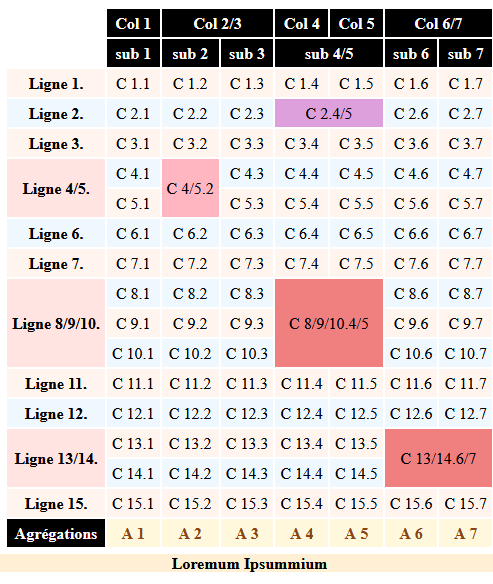 Col 1 Col 2/3 Col 4 Col 5 Col 6/7
sub 1 sub 2 sub 3 sub 4/5 sub 6 sub 7
Ligne 1. C 1.1 C 1.2 C 1.3 C 1.4 C 1.5 C 1.6 C 1.7
Ligne 2. C 2.1 C 2.2 C 2.3 C 2.4/5 C 2.6 C 2.7
Ligne 3. C 3.1 C 3.2 C 3.3 C 3.4 C 3.5 C 3.6 C 3.7
Ligne 4/5. C 4.1 C 4/5.2 C 4.3 C 4.4 C 4.5 C 4.6 C 4.7
C 5.1 C 5.3 C 5.4 C 5.5 C 5.6 C 5.7
Ligne 6. C 6.1 C 6.2 C 6.3 C 6.4 C 6.5 C 6.6 C 6.7
Ligne 7. C 7.1 C 7.2 C 7.3 C 7.4 C 7.5 C 7.6 C 7.7
C 8.1 C 8.2 C 8.3 C 8.6 C 8.7
Ligne 8/9/10. C 9.1 C 9.2 C 9.3 C 8/9/10.4/5 C 9.6 C 9.7
C 10.1 C 10.2 C 10.3 C 10.6 C 10.7
Ligne 11. C 11.1 C 11.2 C 11.3 C 11.4 C 11.5 C 11.6 C 11.7
Ligne 12. C 12.1 C 12.2 C 12.3 C 12.4 C 12.5 C 12.6 C 12.7
Ligne 13/14. C 13.1 C 13.2 C 13.3 C 13.4 C 13.5 C 13/14.6/7
C 14.1 C 14.2 C 14.3 C 14.4 C 14.5
Ligne 15. C 15.1 C 15.2 C 15.3 C 15.4 C 15.5 C 15.6 C 15.7
Agrégations A 1 A 2 A 3 A 4 A 5 A 6 A 7
Loremum Ipsummium